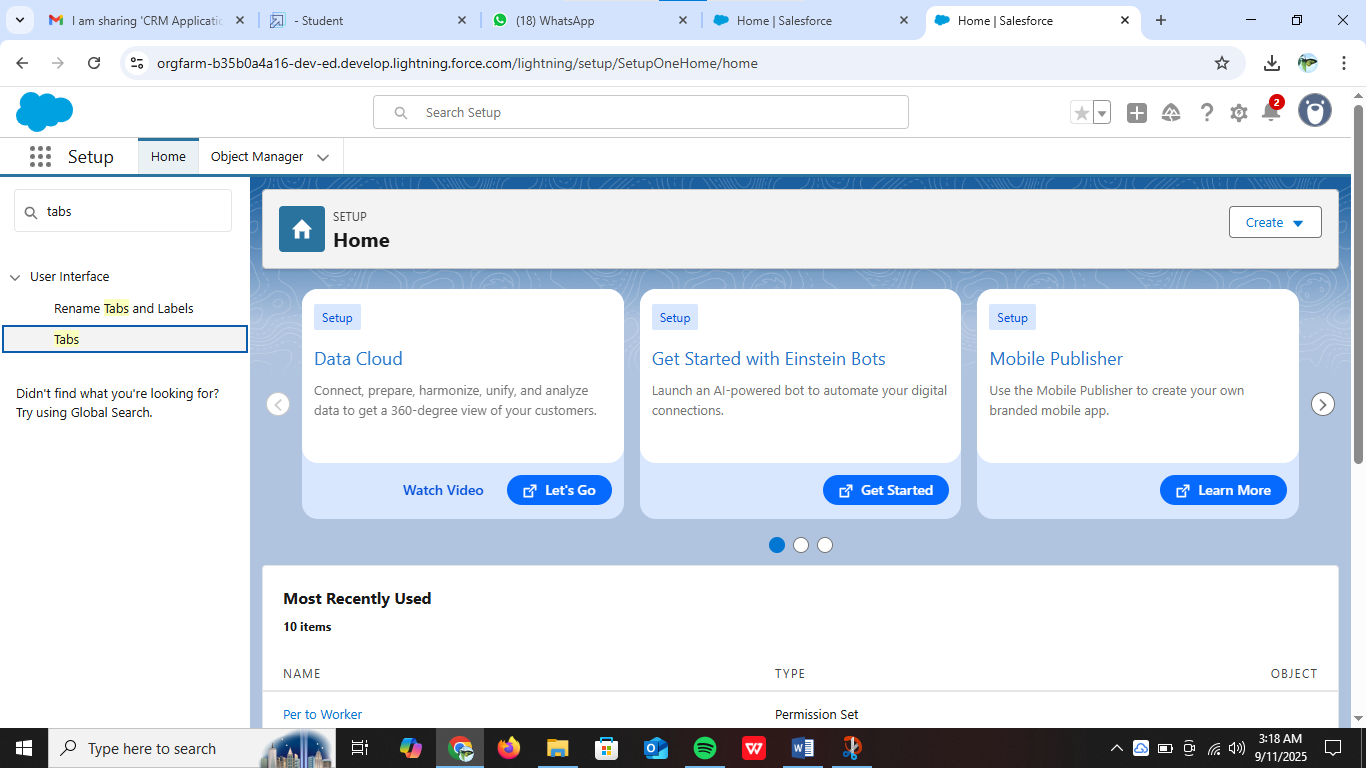 I am sharing 'CRM Applicatio
- Student
(18) WhatsApp
Home | Salesforce
Home | Salesforce
orgfarm-b35b0a4a16-dev-ed.develop.lightning.force.com/lightning/setup/SetupOneHome/home
Search Setup
2
Setup
Home
Object Manager
tabs
User Interface
Rename Tabs and Labels
Tabs
Didn't find what you're looking for?
Try using Global Search.
SETUP
Home
Create
Setup
Data Cloud
Connect, prepare, harmonize, unify, and analyze
data to get a 360-degree view of your customers.
Watch Video
Let's Go
Setup
Get Started with Einstein Bots
Launch an AI-powered bot to automate your digital
connections.
Get Started
Setup
Mobile Publisher
Use the Mobile Publisher to create your own
branded mobile app.
Learn More
Most Recently Used
10 items
NAME
TYPE
OBJECT
Per to Worker
Permission Set
Type here to search
3:18 AM
9/11/2025